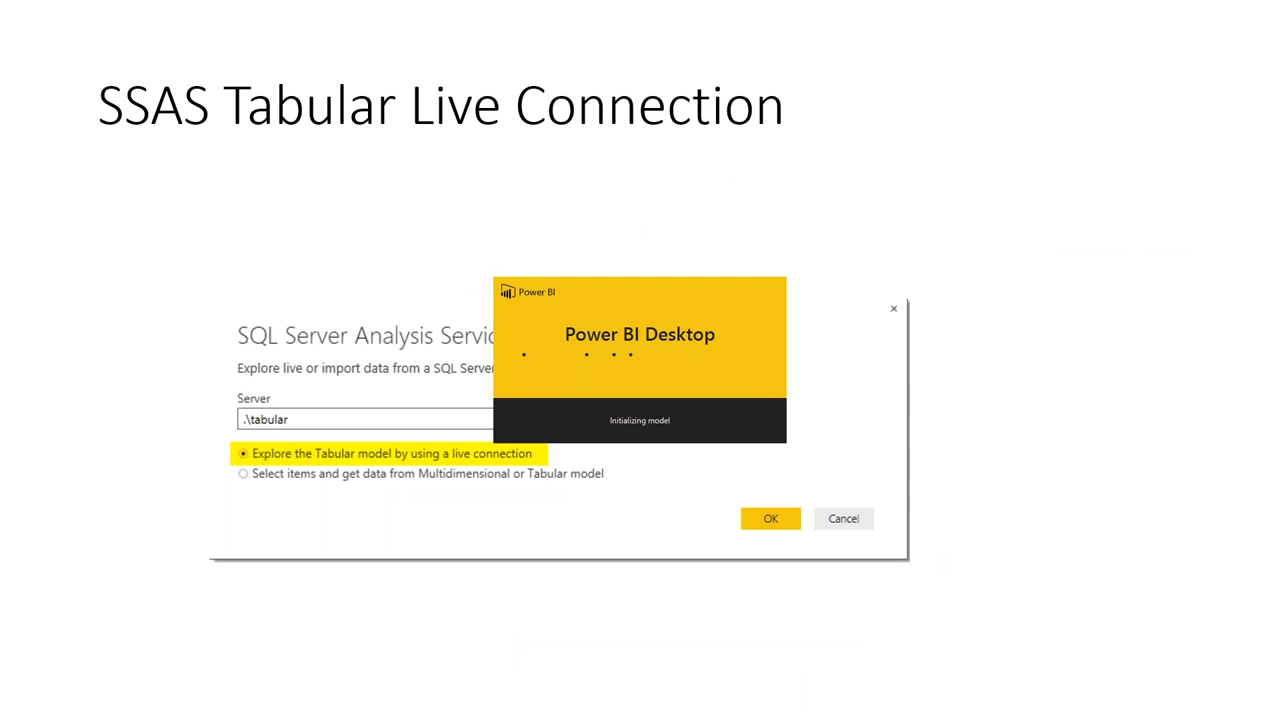 SSAS Tabular Live Connection
Power BI
Power BI Desktop
Initializing model
SQL Server Analysis
Explore live or import data from a SQL Server
Server
.\tabular
Explore the Tabular model by using a live connection
Select items and get data from Multidimensional or Tabular model
OK
Cancel